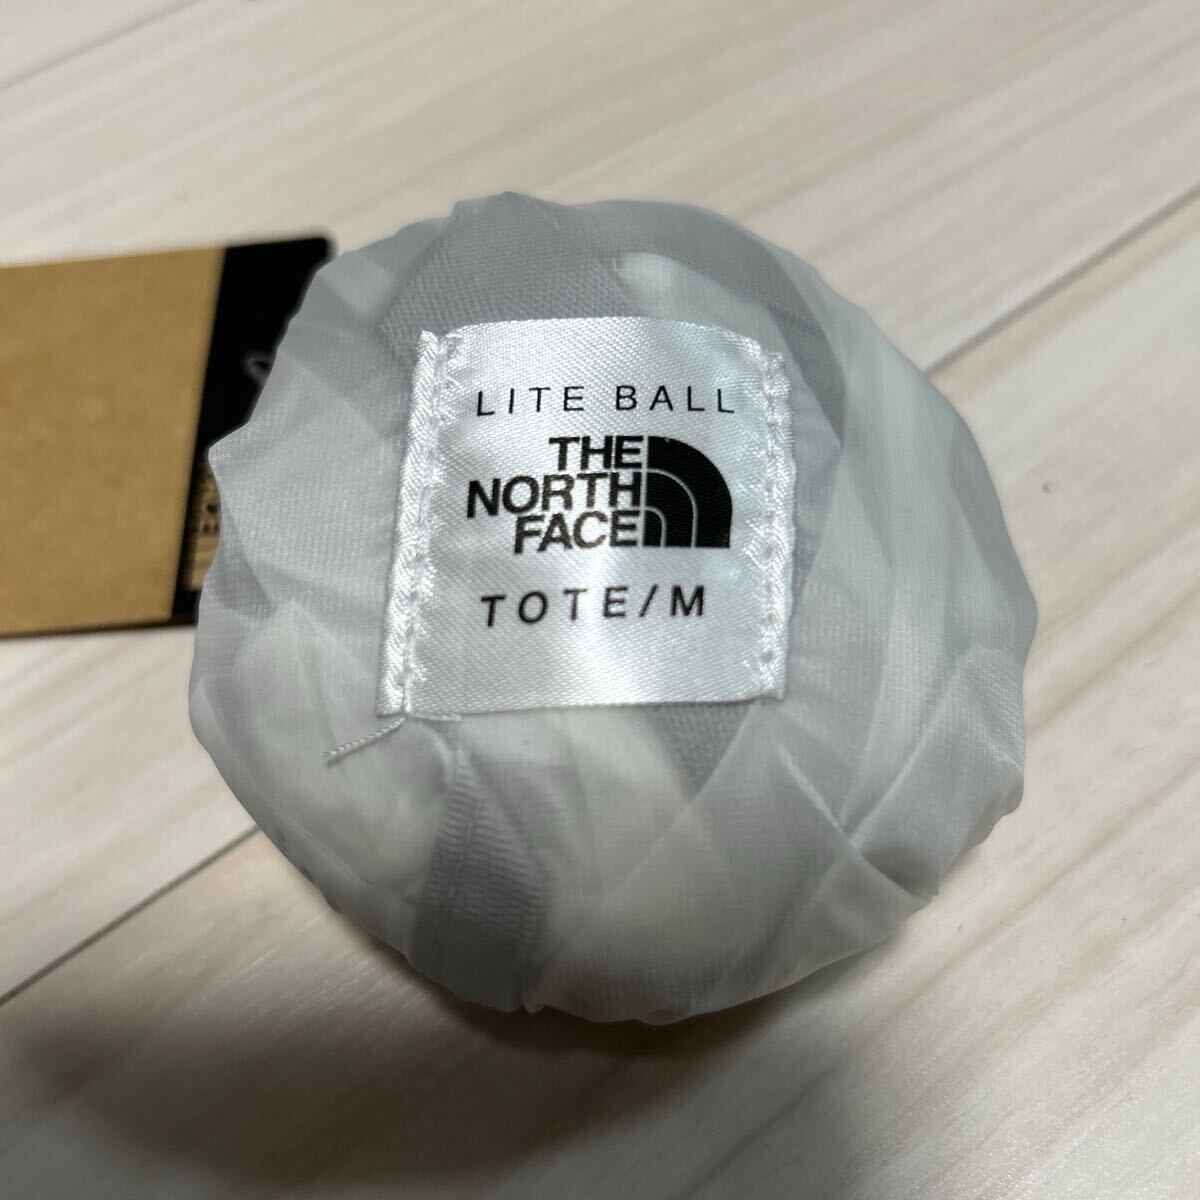 LITE BALL
THE
NORTH
FACE
TOTE/M